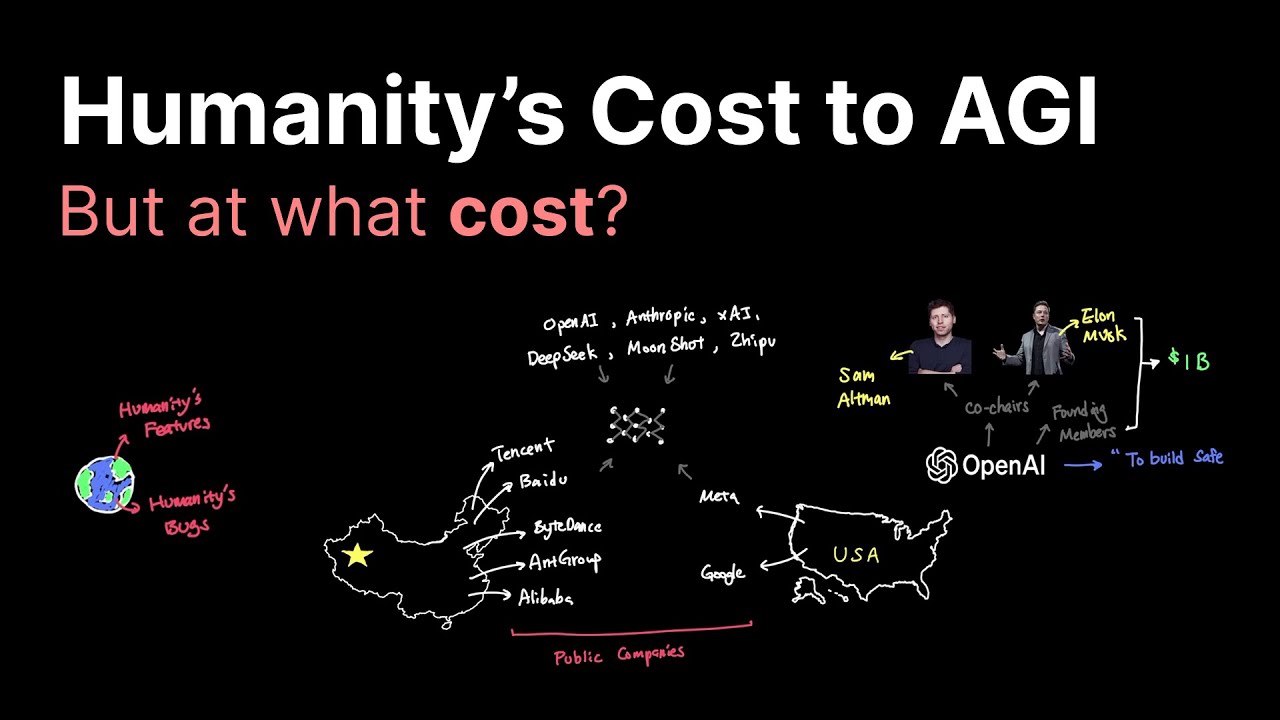 Humanity's Cost to AGI
But at what cost?
OpenAI, Anthropic, xAI,
DeepSeek, MoonShot, Zhipu
Elon
Musk
$1B
Sam
Altman
co-chairs
Founding
Members
OpenAI
"To build safe
Humanity's
Features
Humanity's
Bugs
Tencent
Baidu
ByteDance
AntGroup
Alibaba
Meta
Google
USA
Public Companies